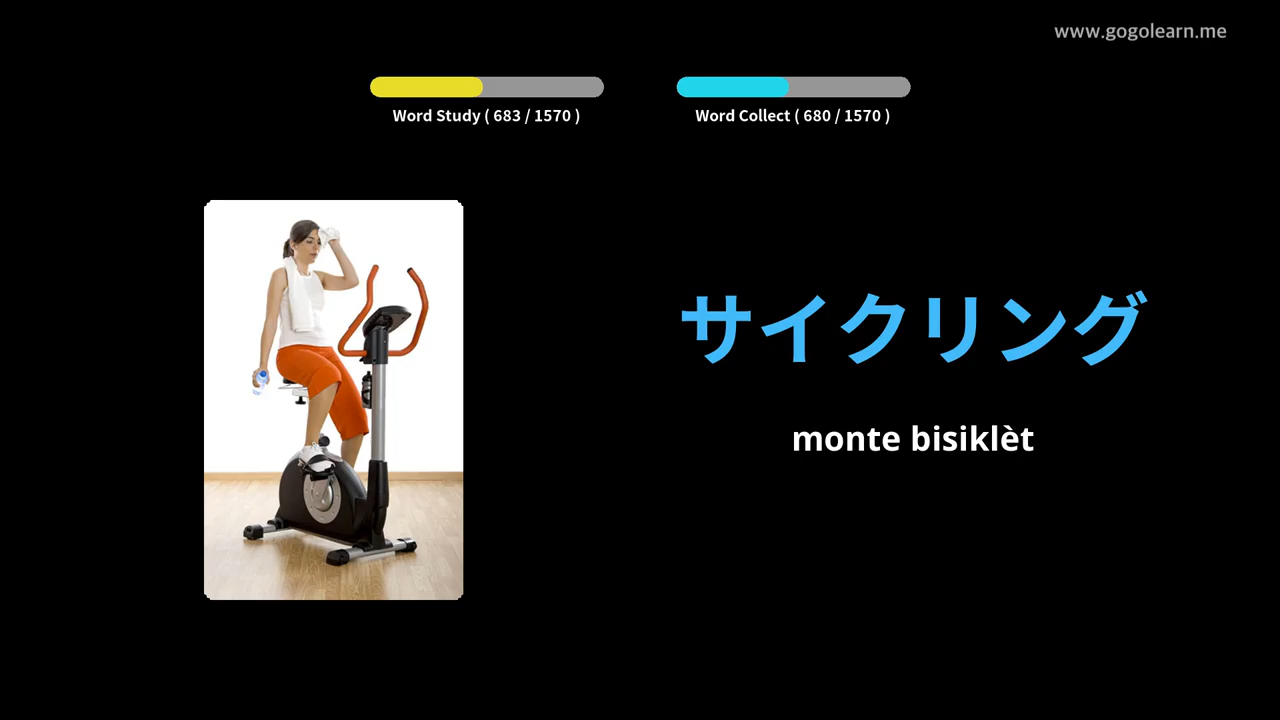 www.gogolearn.me
Word Study ( 683 / 1570 )
Word Collect ( 680 / 1570 )
サイクリング
monte bisiklèt